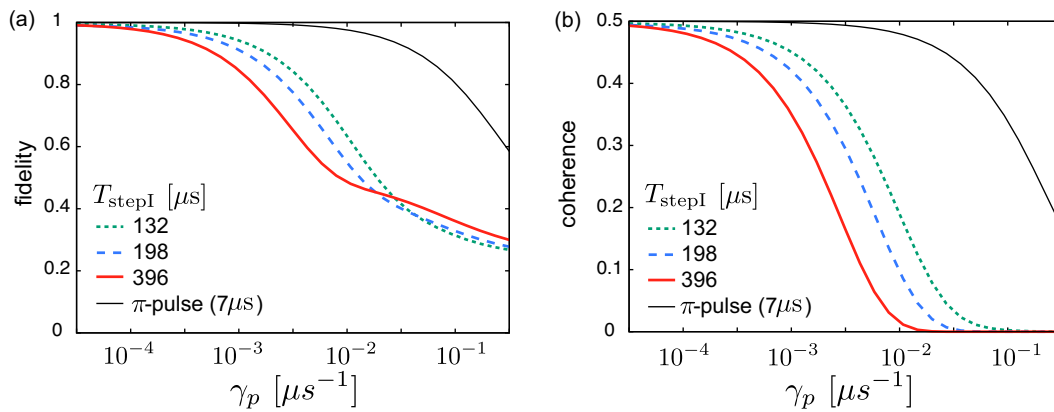 (a)
1
0.8
0.6
0.4
0.2
0
fidelity
T_stepI [μs]
132
198
396
π-pulse (7μs)
10^-4 10^-3 10^-2 10^-1
γ_p [μs^-1]
(b)
0.5
0.4
0.3
0.2
0.1
0
coherence
T_stepI [μs]
132
198
396
π-pulse (7μs)
10^-4 10^-3 10^-2 10^-1
γ_p [μs^-1]